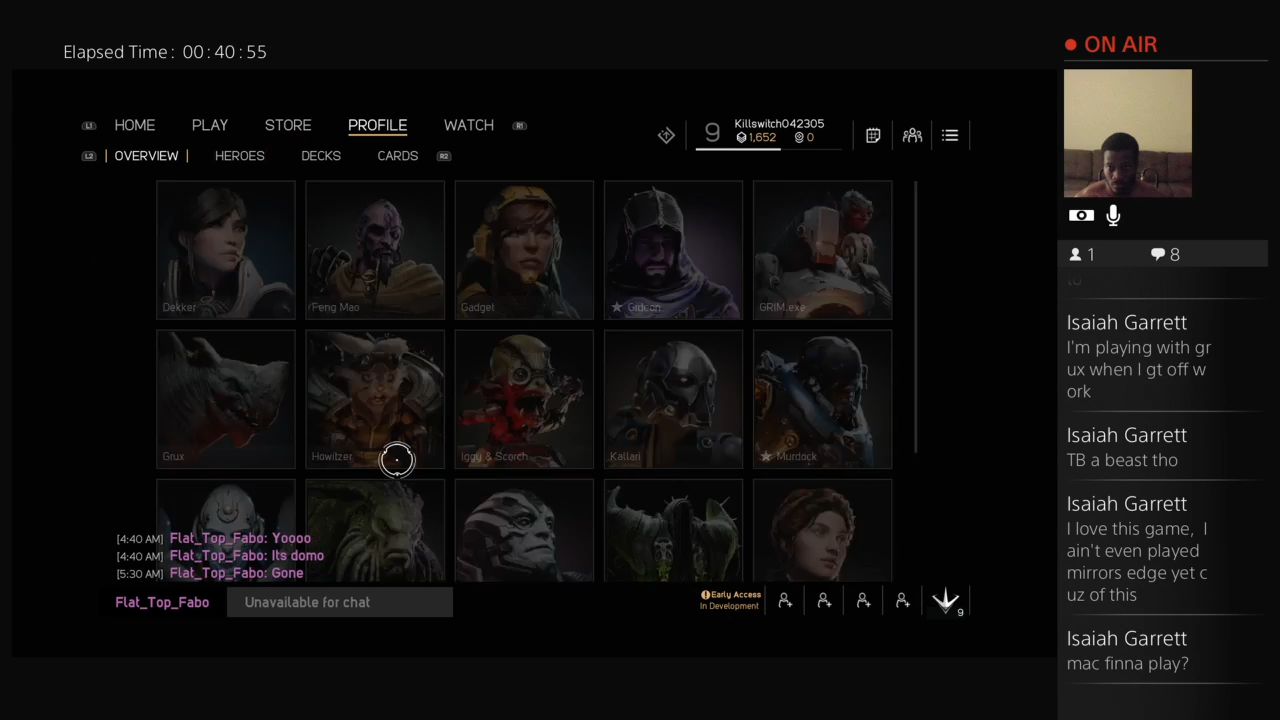 Elapsed Time: 00:40:55
ON AIR
L1 HOME PLAY STORE PROFILE WATCH R1
9 Killswitch042305
1,652 0
L2 OVERVIEW HEROES DECKS CARDS R2
Dekker Feng Mao Gadget Gideon GRIM.exe
Grux Howitzer Iggy & Scorch Kallari Murdock
[4:40 AM] Flat_Top_Fabo: Yoooo
[4:40 AM] Flat_Top_Fabo: Its domo
[5:30 AM] Flat_Top_Fabo: Gone
Flat_Top_Fabo Unavailable for chat
Early Access
In Development
9
1 8
Isaiah Garrett
I'm playing with gr
ux when I gt off w
ork
Isaiah Garrett
TB a beast tho
Isaiah Garrett
I love this game, I
ain't even played
mirrors edge yet c
uz of this
Isaiah Garrett
mac finna play?